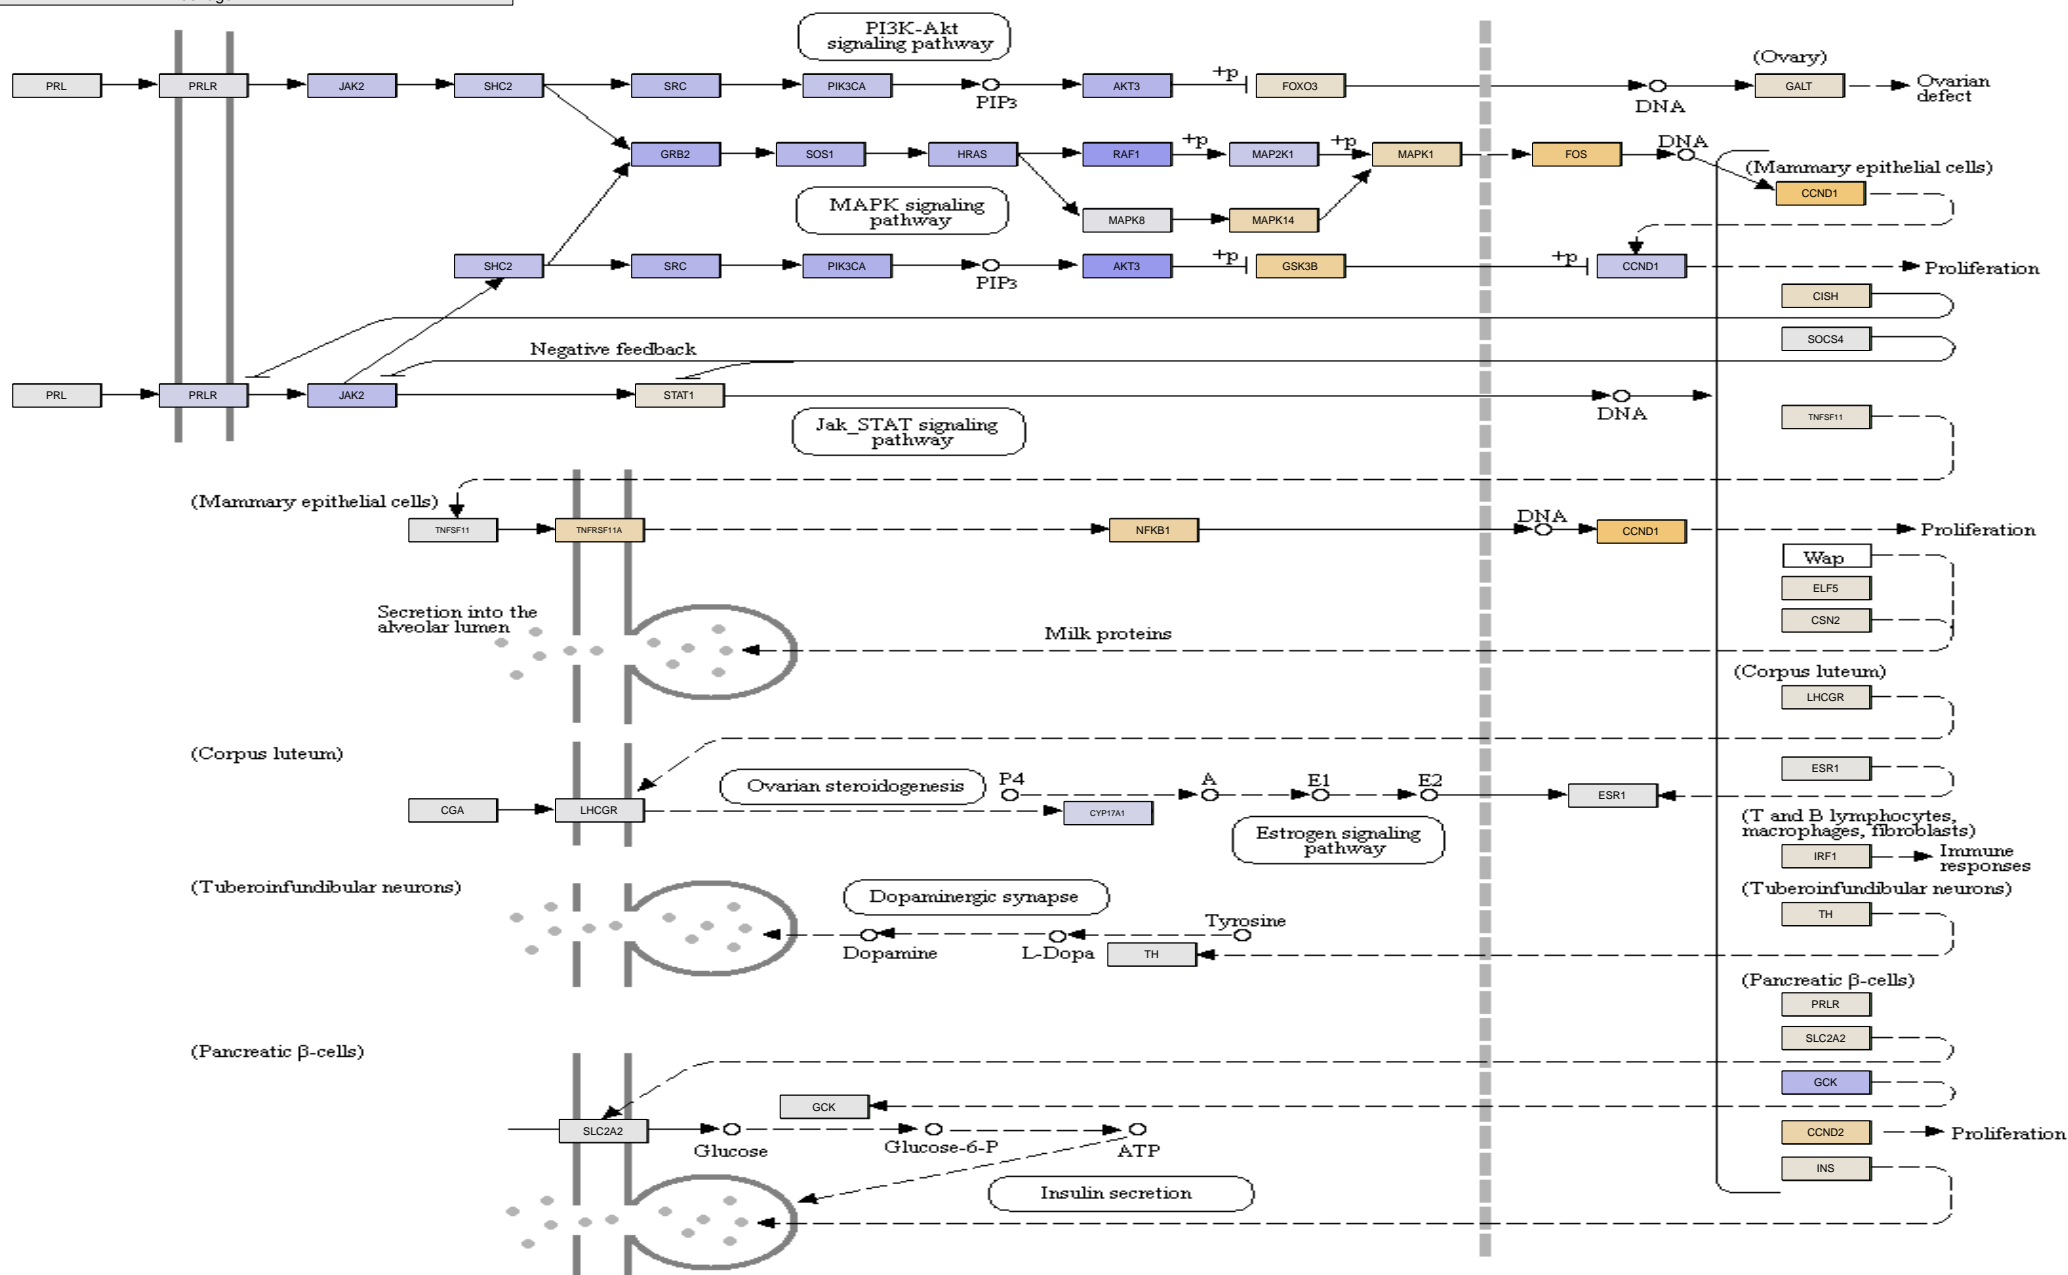 PI3K-Akt
signaling pathway
(Ovary)
PRL
PRLR
JAK2
SHC2
SRC
PIK3CA
PIP3
AKT3
+p
FOXO3
DNA
GALT
Ovarian
defect
GRB2
SOS1
HRAS
RAF1
+p
MAP2K1
+p
MAPK1
FOS
DNA
(Mammary epithelial cells)
CCND1
MAPK signaling
pathway
MAPK8
MAPK14
SHC2
SRC
PIK3CA
PIP3
AKT3
+p
GSK3B
+p
CCND1
Proliferation
CISH
SOCS4
Negative feedback
PRL
PRLR
JAK2
STAT1
DNA
Jak_STAT signaling
pathway
TNFSF11
(Mammary epithelial cells)
TNFSF11
TNFRSF11A
NFKB1
DNA
CCND1
Proliferation
Wap
ELF5
CSN2
Secretion into the
alveolar lumen
Milk proteins
(Corpus luteum)
LHCGR
(Corpus luteum)
ESR1
Ovarian steroidogenesis
P4
A
E1
E2
ESR1
CGA
LHCGR
CYP17A1
Estrogen signaling
pathway
(T and B lymphocytes,
macrophages, fibroblasts)
IRF1
Immune
responses
(Tuberoinfundibular neurons)
(Tuberoinfundibular neurons)
TH
Dopaminergic synapse
Tyrosine
Dopamine
L-Dopa
TH
(Pancreatic β-cells)
PRLR
SLC2A2
(Pancreatic β-cells)
GCK
GCK
SLC2A2
Glucose
Glucose-6-P
ATP
CCND2
Proliferation
INS
Insulin secretion